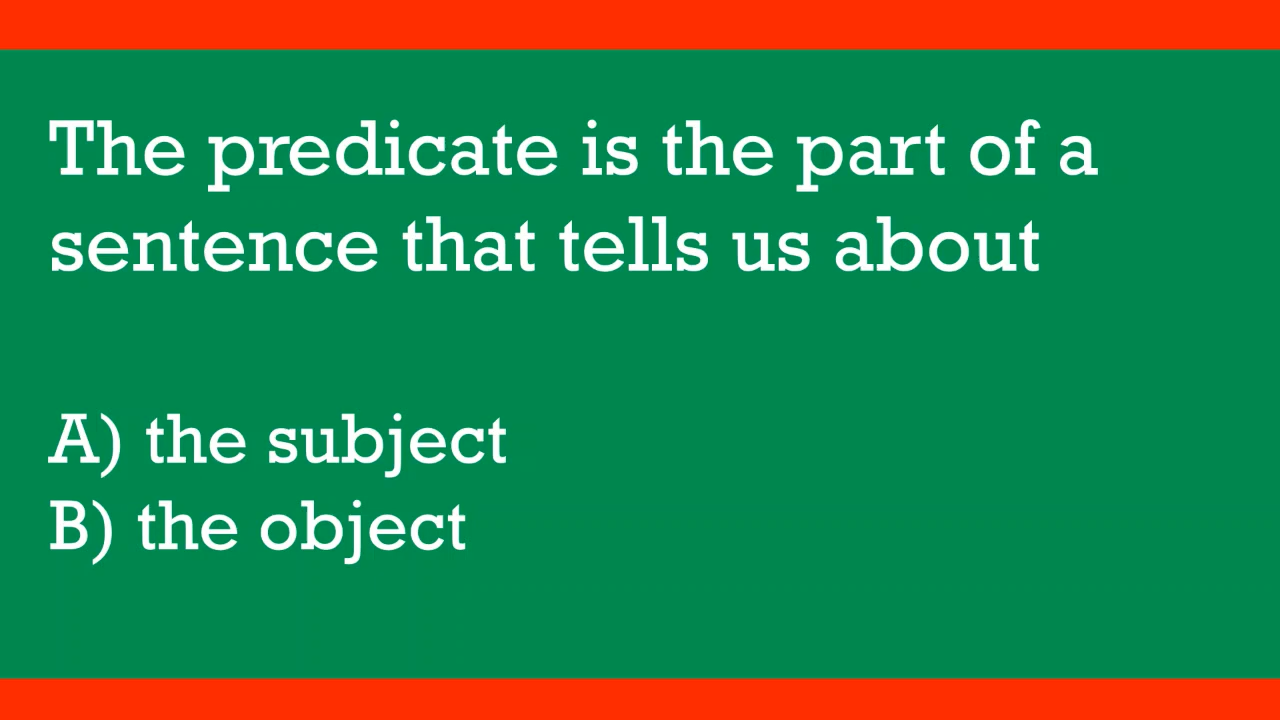 The predicate is the part of a
sentence that tells us about
A) the subject
B) the object